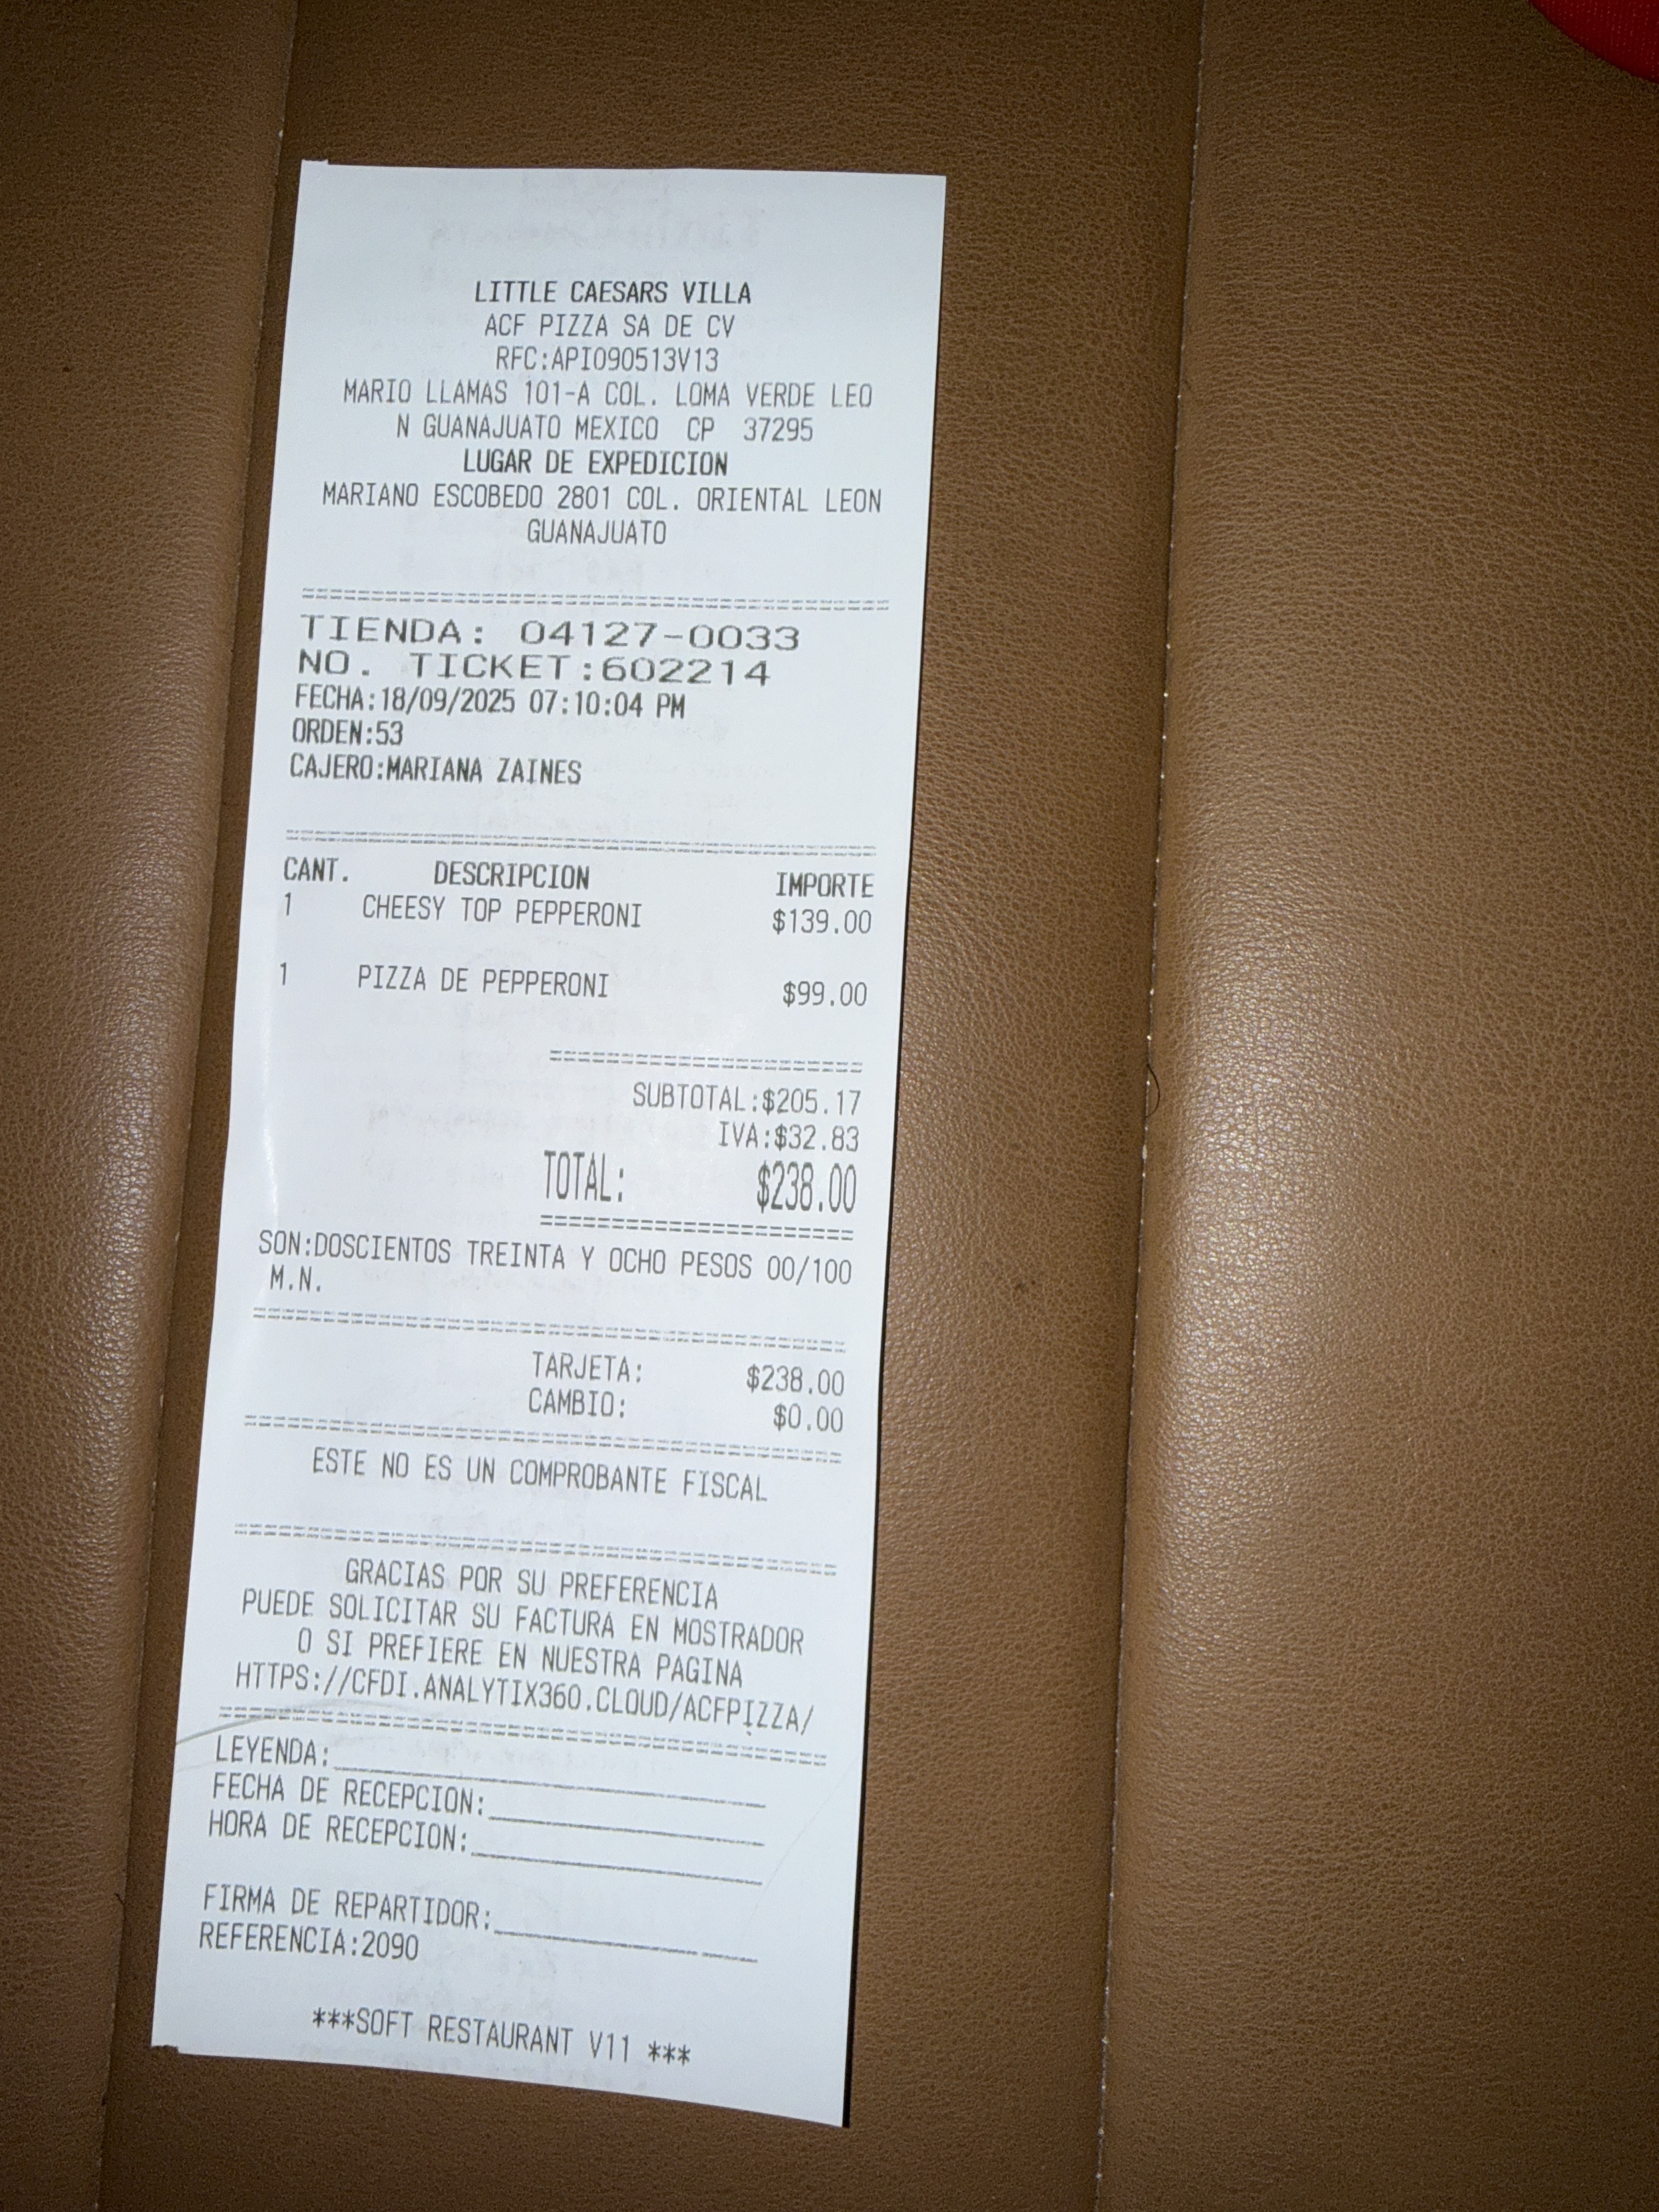 LITTLE CAESARS VILLA
ACF PIZZA SA DE CV
RFC:API090513V13
MARIO LLAMAS 101-A COL. LOMA VERDE LEO
N GUANAJUATO MEXICO CP 37295
LUGAR DE EXPEDICION
MARIANO ESCOBEDO 2801 COL. ORIENTAL LEON
GUANAJUATO
TIENDA: 04127-0033
NO. TICKET:602214
FECHA:18/09/2025 07:10:04 PM
ORDEN:53
CAJERO:MARIANA ZAINES
CANT. DESCRIPCION IMPORTE
1 CHEESY TOP PEPPERONI $139.00
1 PIZZA DE PEPPERONI $99.00
SUBTOTAL:$205.17
IVA:$32.83
TOTAL: $238.00
SON:DOSCIENTOS TREINTA Y OCHO PESOS 00/100
M.N.
TARJETA: $238.00
CAMBIO: $0.00
ESTE NO ES UN COMPROBANTE FISCAL
GRACIAS POR SU PREFERENCIA
PUEDE SOLICITAR SU FACTURA EN MOSTRADOR
O SI PREFIERE EN NUESTRA PAGINA
HTTPS://CFDI.ANALYTIX360.CLOUD/ACFPIZZA/
LEYENDA:
FECHA DE RECEPCION:
HORA DE RECEPCION:
FIRMA DE REPARTIDOR:
REFERENCIA:2090
***SOFT RESTAURANT V11 ***